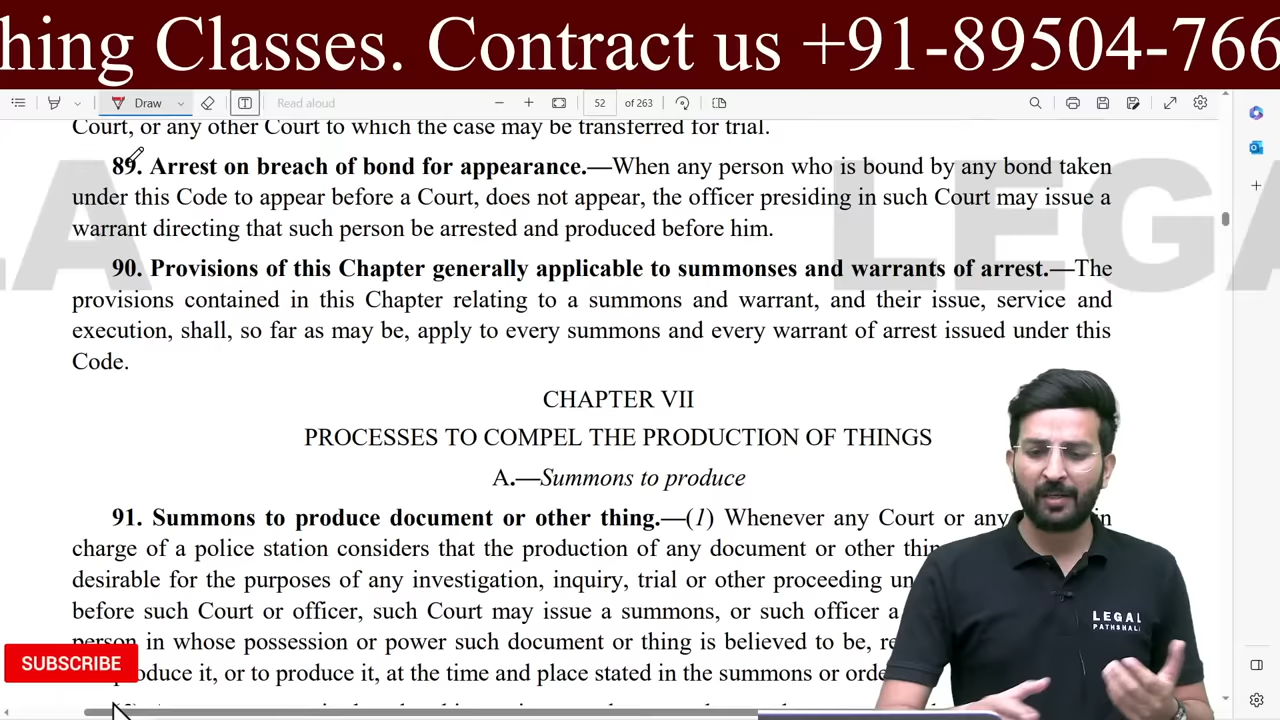 hing Classes. Contract us +91-89504-766
Draw
Read aloud
52
of 263
Court, or any other Court to which the case may be transferred for trial.
89. Arrest on breach of bond for appearance.—When any person who is bound by any bond taken
under this Code to appear before a Court, does not appear, the officer presiding in such Court may issue a
warrant directing that such person be arrested and produced before him.
90. Provisions of this Chapter generally applicable to summonses and warrants of arrest.—The
provisions contained in this Chapter relating to a summons and warrant, and their issue, service and
execution, shall, so far as may be, apply to every summons and every warrant of arrest issued under this
Code.
CHAPTER VII
PROCESSES TO COMPEL THE PRODUCTION OF THINGS
A.—Summons to produce
91. Summons to produce document or other thing.—(1) Whenever any Court or any in
charge of a police station considers that the production of any document or other
desirable for the purposes of any investigation, inquiry, trial or other proceeding
before such Court or officer, such Court may issue a summons, or such officer a
person in whose possession or power such document or thing is believed to be,
produce it, or to produce it, at the time and place stated in the summons or
LEGAL
PATHSHALA
SUBSCRIBE
A
LEGA